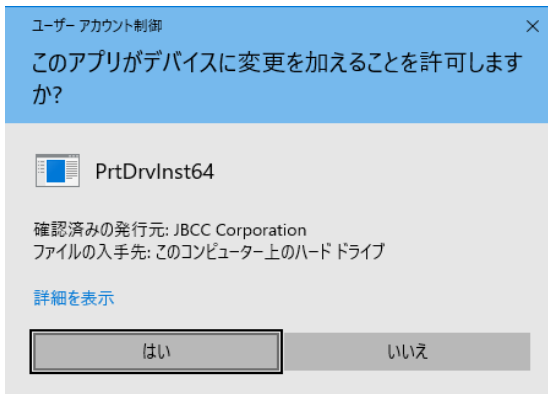 ユーザー アカウント制御
このアプリがデバイスに変更を加えることを許可します
か?
PrtDrvInst64
確認済みの発行元: JBCC Corporation
ファイルの入手先: このコンピューター上のハード ドライブ
詳細を表示
はい
いいえ